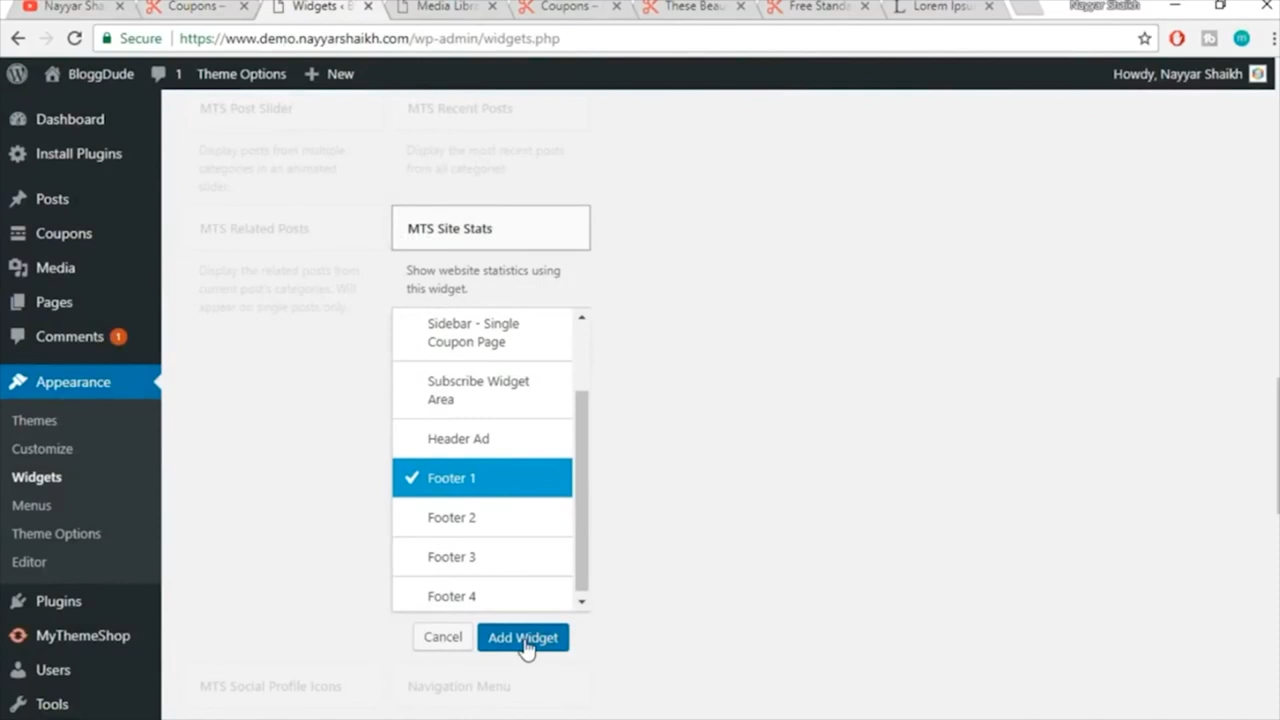 Nayyar Sha
Coupons –
Widgets ‹ B
Media Libr
Coupons –
These Beau
Free Stand
Lorem Ipsu
Nayyar Shaikh
Secure
https://www.demo.nayyarshaikh.com/wp-admin/widgets.php
BloggDude
1
Theme Options
New
Howdy, Nayyar Shaikh
Dashboard
Install Plugins
Posts
Coupons
Media
Pages
Comments 1
Appearance
Themes
Customize
Widgets
Menus
Theme Options
Editor
Plugins
MyThemeShop
Users
Tools
MTS Post Slider
Display posts from multiple
categories in an animated
slider.
MTS Recent Posts
Display the most recent posts
from all categories
MTS Related Posts
Display the related posts from
current post's categories. Will
appear on single posts only.
MTS Site Stats
Show website statistics using
this widget.
Sidebar - Single
Coupon Page
Subscribe Widget
Area
Header Ad
Footer 1
Footer 2
Footer 3
Footer 4
Cancel
Add Widget
MTS Social Profile Icons
Navigation Menu